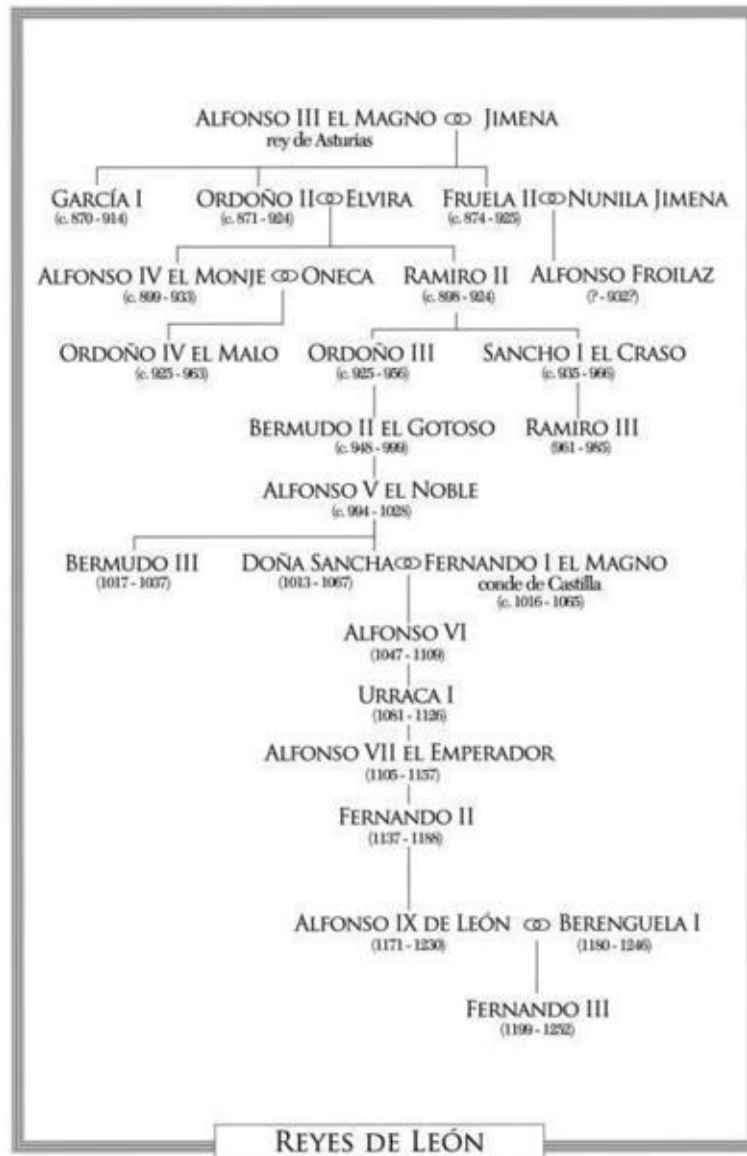 ALFONSO III EL MAGNO JIMENA
rey de Asturias
GARCÍA I ORDOÑO II ELVIRA FRUELA II NUNILA JIMENA
(c. 870 - 914) (c. 871 - 924) (c. 874 - 925)
ALFONSO IV EL MONJE ONECA RAMIRO II ALFONSO FROILAZ
(c. 899 - 933) (c. 898 - 924) (? - 932?)
ORDOÑO IV EL MALO ORDOÑO III SANCHO I EL CRASO
(c. 925 - 963) (c. 925 - 956) (c. 935 - 966)
BERMUDO II EL GOTOSO RAMIRO III
(c. 948 - 999) (961 - 985)
ALFONSO V EL NOBLE
(c. 994 - 1028)
BERMUDO III DOÑA SANCHA FERNANDO I EL MAGNO
(1017 - 1037) (1013 - 1067) conde de Castilla
(c. 1016 - 1065)
ALFONSO VI
(1047 - 1109)
URRACA I
(1081 - 1126)
ALFONSO VII EL EMPERADOR
(1105 - 1157)
FERNANDO II
(1137 - 1188)
ALFONSO IX DE LEÓN BERENGUELA I
(1171 - 1230) (1180 - 1246)
FERNANDO III
(1199 - 1252)
REYES DE LEÓN